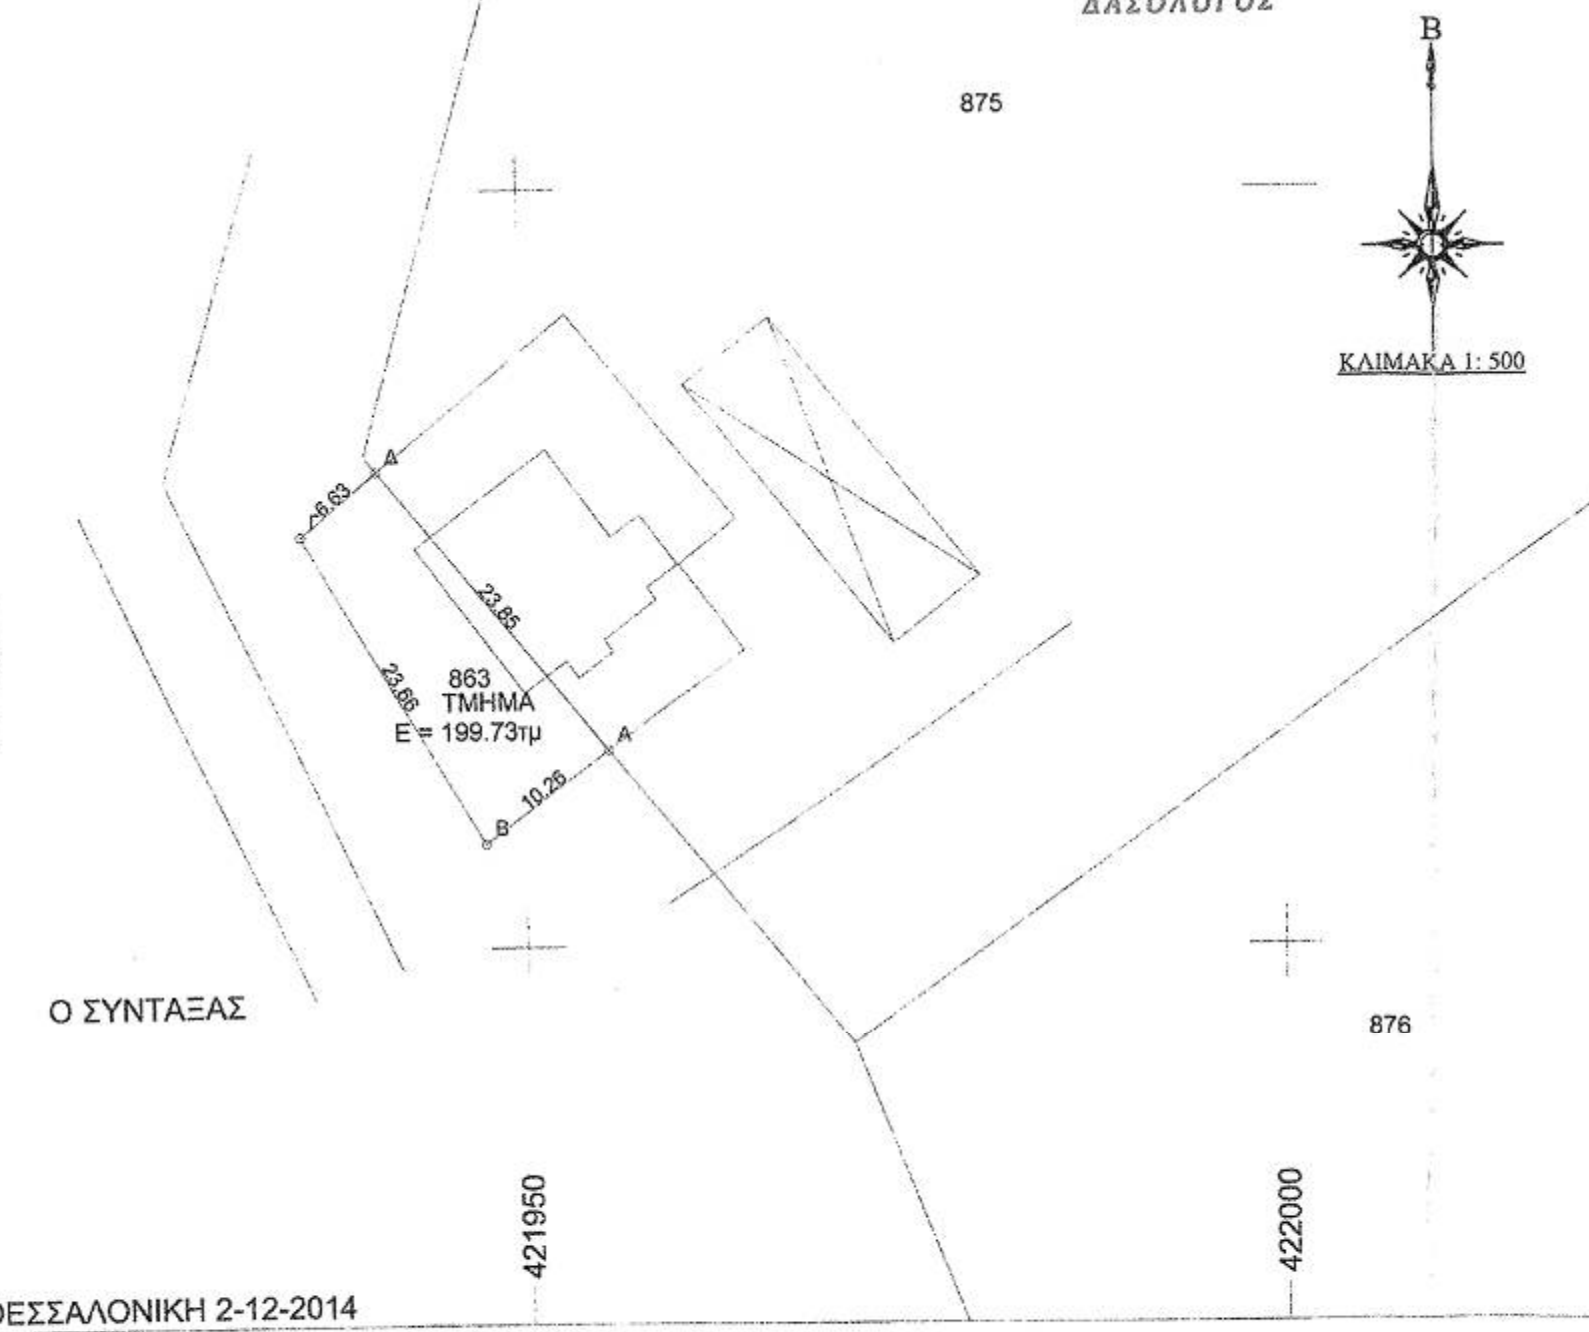 ΔΑΣΟΛΟΓΟΣ
Β
875
ΚΛΙΜΑΚΑ 1: 500
Δ
6.63
23.85
23.66
863
ΤΜΗΜΑ
Ε = 199.73τμ
Α
10.26
Β
Ο ΣΥΝΤΑΞΑΣ
876
421950
422000
ΘΕΣΣΑΛΟΝΙΚΗ 2-12-2014